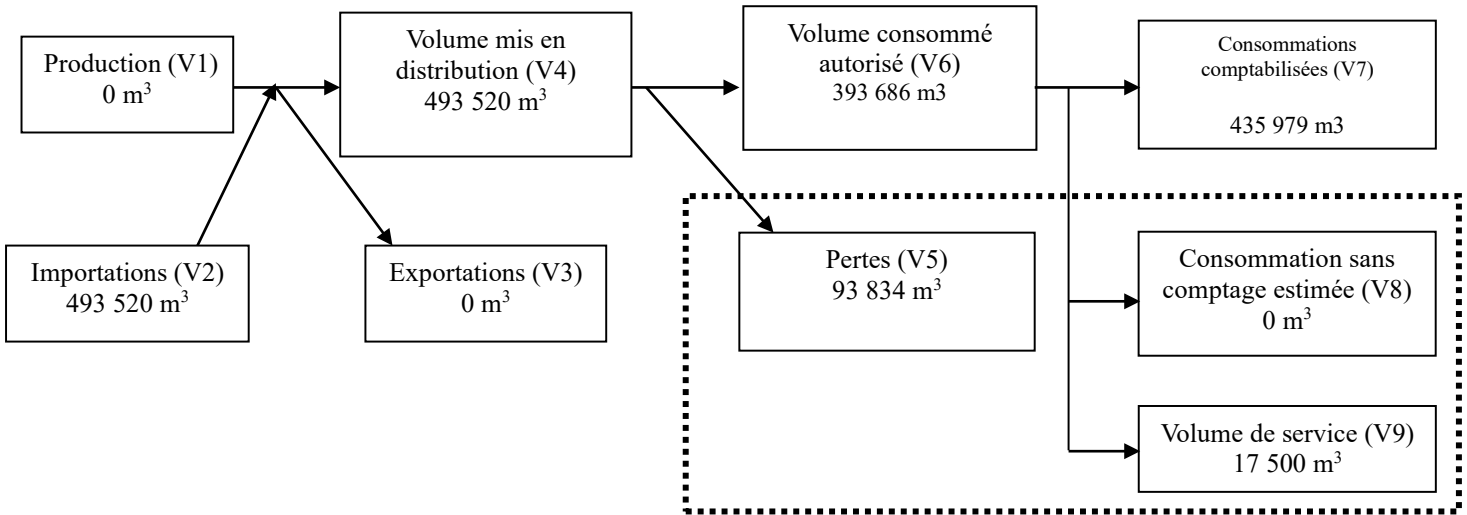 Production (V1)
0 m³
Volume mis en
distribution (V4)
493 520 m³
Volume consommé
autorisé (V6)
393 686 m3
Consommations
comptabilisées (V7)
435 979 m3
Importations (V2)
493 520 m³
Exportations (V3)
0 m³
Pertes (V5)
93 834 m³
Consommation sans
comptage estimée (V8)
0 m³
Volume de service (V9)
17 500 m³